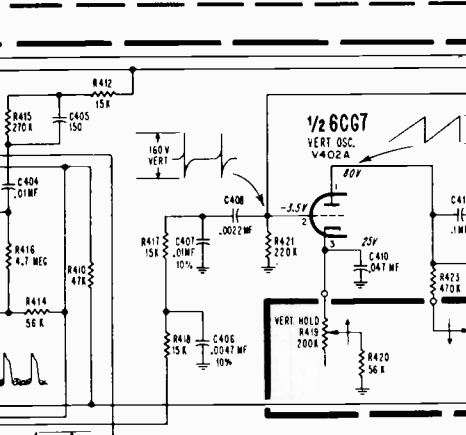 R412
15K
R415
270K
C405
150
160V
VERT
1/2 6CG7
VERT OSC.
V402A
80V
1
C404
.01MF
C408
.0022MF
-3.5V
2
3
25V
R416
4.7 MEG
R417
15K
C407
.01MF
10%
R421
220K
C410
.047 MF
R410
47K
R423
470K
R414
56K
VERT HOLD
R419
200K
R418
15K
C406
.0047 MF
10%
R420
56K